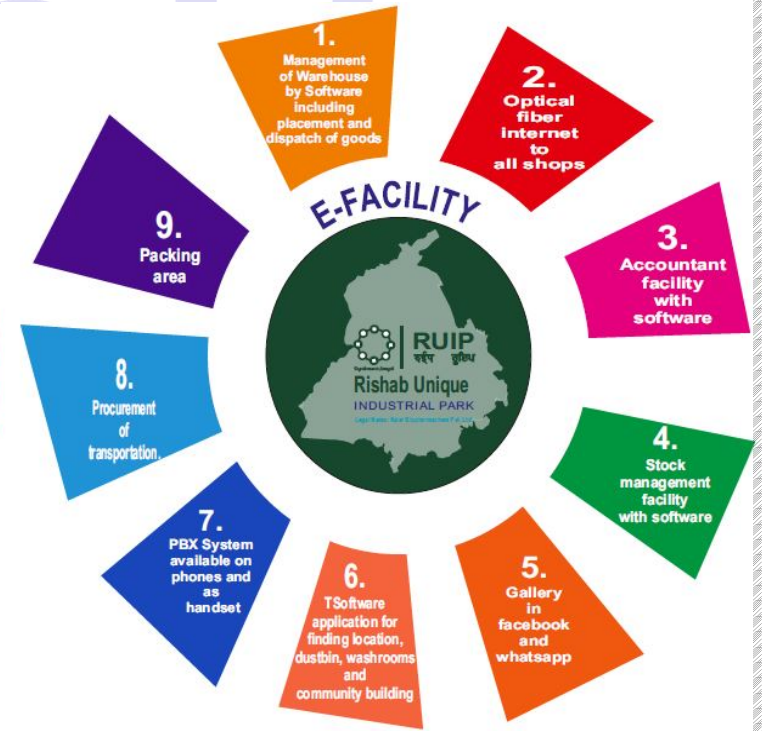 1.
Management
of Warehouse
by Software
including
placement and
dispatch of goods
2.
Optical
fiber
internet
to
all shops
3.
Accountant
facility
with
software
4.
Stock
management
facility
with software
5.
Gallery
in
facebook
and
whatsapp
6.
TSoftware
application for
finding location,
dustbin, washrooms
and
community building
7.
PBX System
available on
phones and
as
handset
8.
Procurement
of
transportation.
9.
Packing
area
E-FACILITY
RUIP
Rishab Unique
INDUSTRIAL PARK